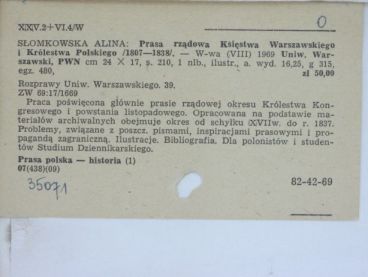 XXV.2+VI.4/W
0
SŁOMKOWSKA ALINA: Prasa rządowa Księstwa Warszawskiego
i Królestwa Polskiego /1807—1838/. — W-wa (VIII) 1969 Uniw. War-
szawski, PWN cm 24 X 17, s. 210, 1 nlb., ilustr., a. wyd. 16,25, g 315,
egz. 480, zł 50,00
Rozprawy Uniw. Warszawskiego. 39.
ZW 69:17/1669
Praca poświęcona głównie prasie rządowej okresu Królestwa Kon-
gresowego i powstania listopadowego. Opracowana na podstawie ma-
teriałów archiwalnych obejmuje okres od schyłku XVIIw. do r. 1837.
Problemy, związane z poszcz. pismami, inspiracjami prasowymi i pro-
pagandą zagraniczną. Ilustracje. Bibliografia. Dla polonistów i studen-
tów Studium Dziennikarskiego.
Prasa polska — historia (1)
07(438)(09)
35071
82-42-69